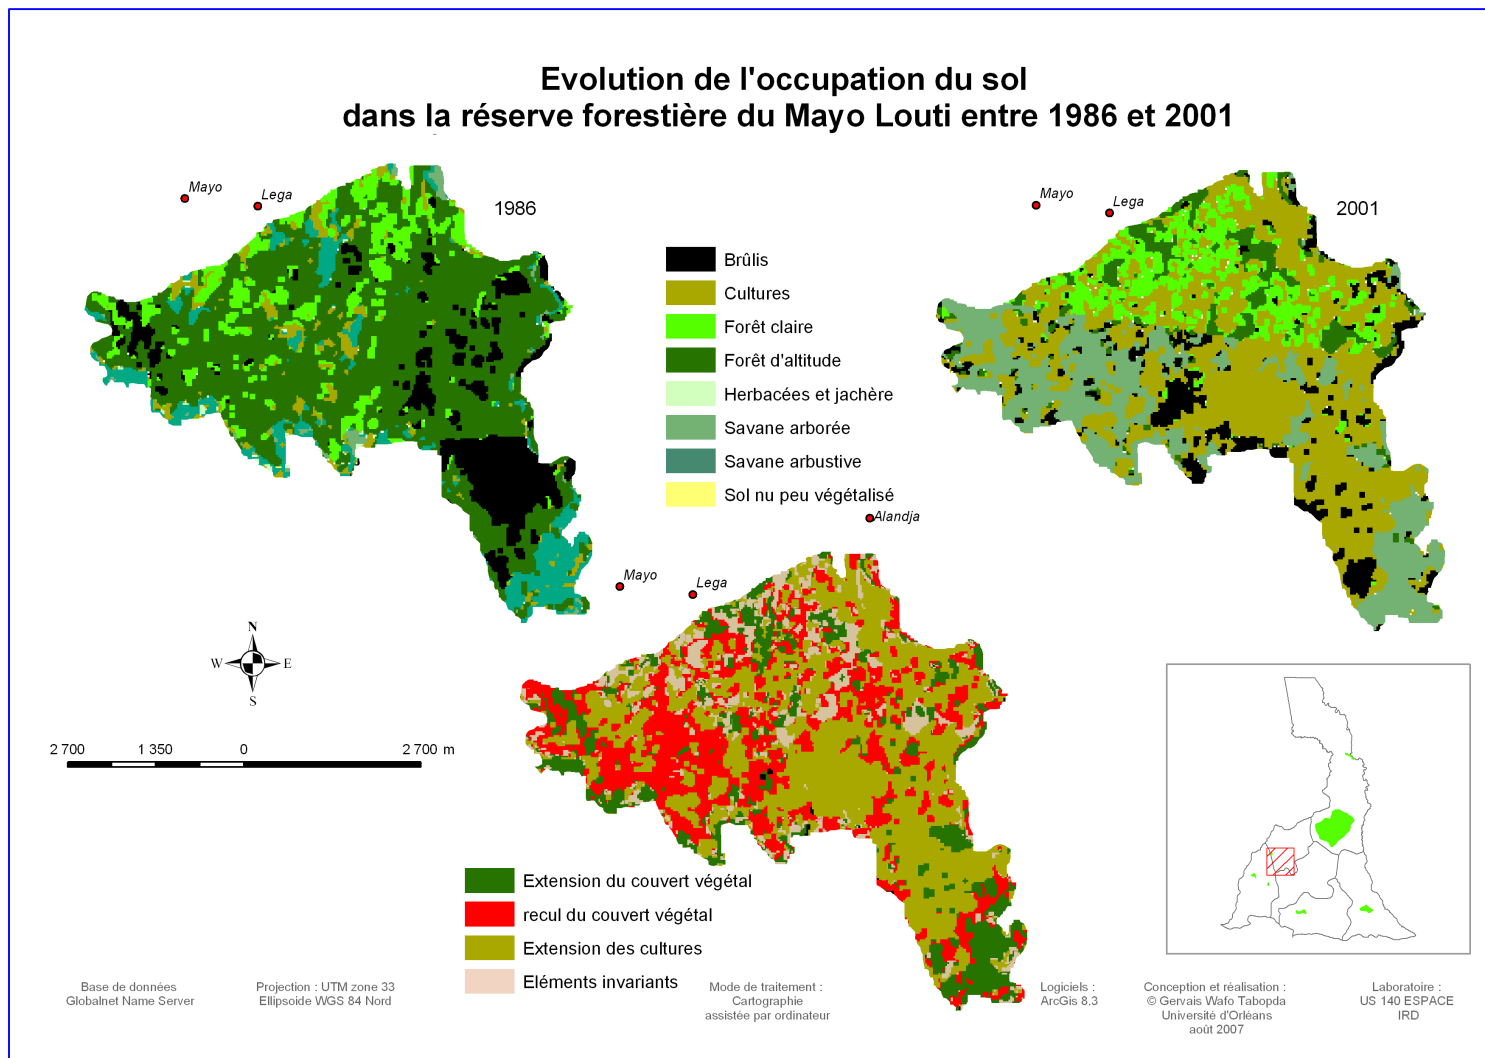 Evolution de l'occupation du sol
dans la réserve forestière du Mayo Louti entre 1986 et 2001
Mayo
Lega
1986
Mayo
Lega
2001
Brûlis
Cultures
Forêt claire
Forêt d'altitude
Herbacées et jachère
Savane arborée
Savane arbustive
Sol nu peu végétalisé
Alandja
Mayo
Lega
N
W E
S
2 700 1 350 0 2 700 m
Extension du couvert végétal
recul du couvert végétal
Extension des cultures
Eléments invariants
Base de données
Globalnet Name Server
Projection : UTM zone 33
Ellipsoide WGS 84 Nord
Mode de traitement :
Cartographie
assistée par ordinateur
Logiciels :
ArcGis 8.3
Conception et réalisation :
© Gervais Wafo Tabopda
Université d'Orléans
août 2007
Laboratoire :
US 140 ESPACE
IRD